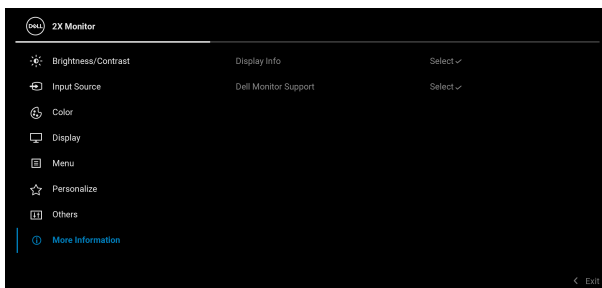 DELL 2X Monitor
Brightness/Contrast Display Info Select
Input Source Dell Monitor Support Select
Color
Display
Menu
Personalize
Others
More Information
Exit